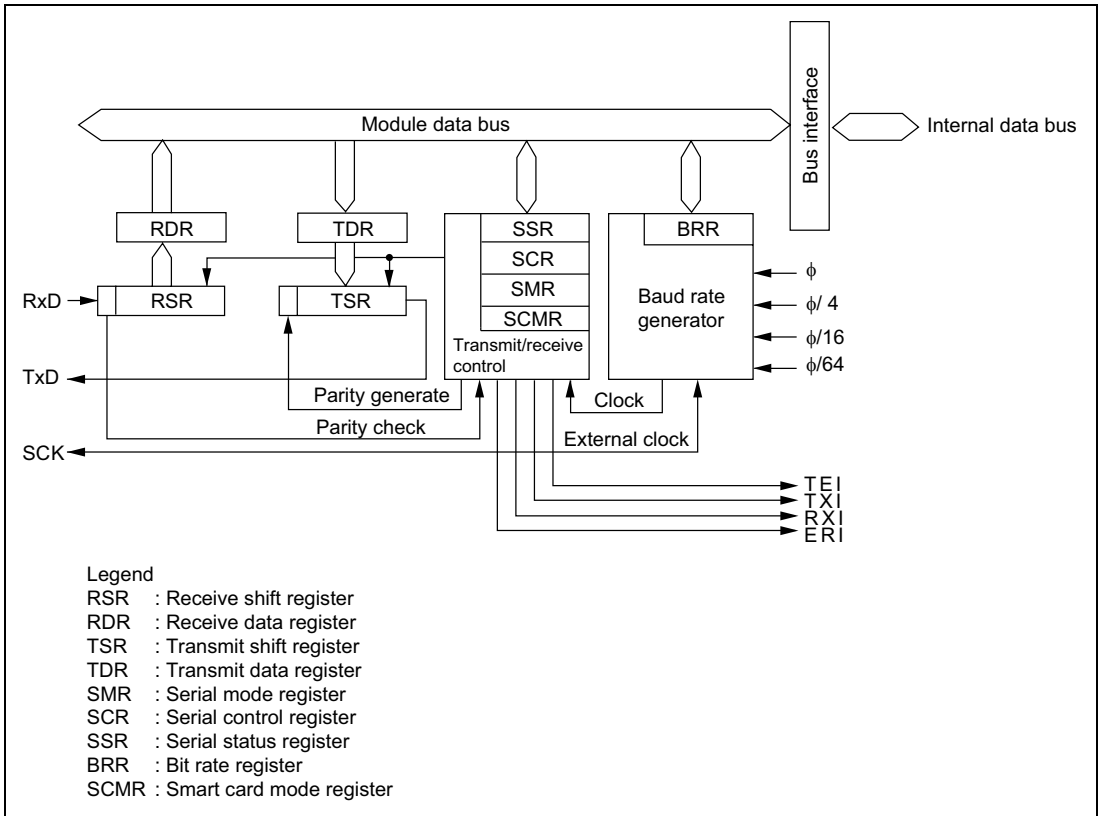 Module data bus
Bus interface
Internal data bus
RDR
TDR
SSR
BRR
SCR
RxD
RSR
TSR
SMR
Baud rate
generator
SCMR
Transmit/receive
control
ϕ
ϕ/ 4
ϕ/16
ϕ/64
TxD
Parity generate
Clock
Parity check
External clock
SCK
TEI
TXI
RXI
ERI
Legend
RSR : Receive shift register
RDR : Receive data register
TSR : Transmit shift register
TDR : Transmit data register
SMR : Serial mode register
SCR : Serial control register
SSR : Serial status register
BRR : Bit rate register
SCMR : Smart card mode register